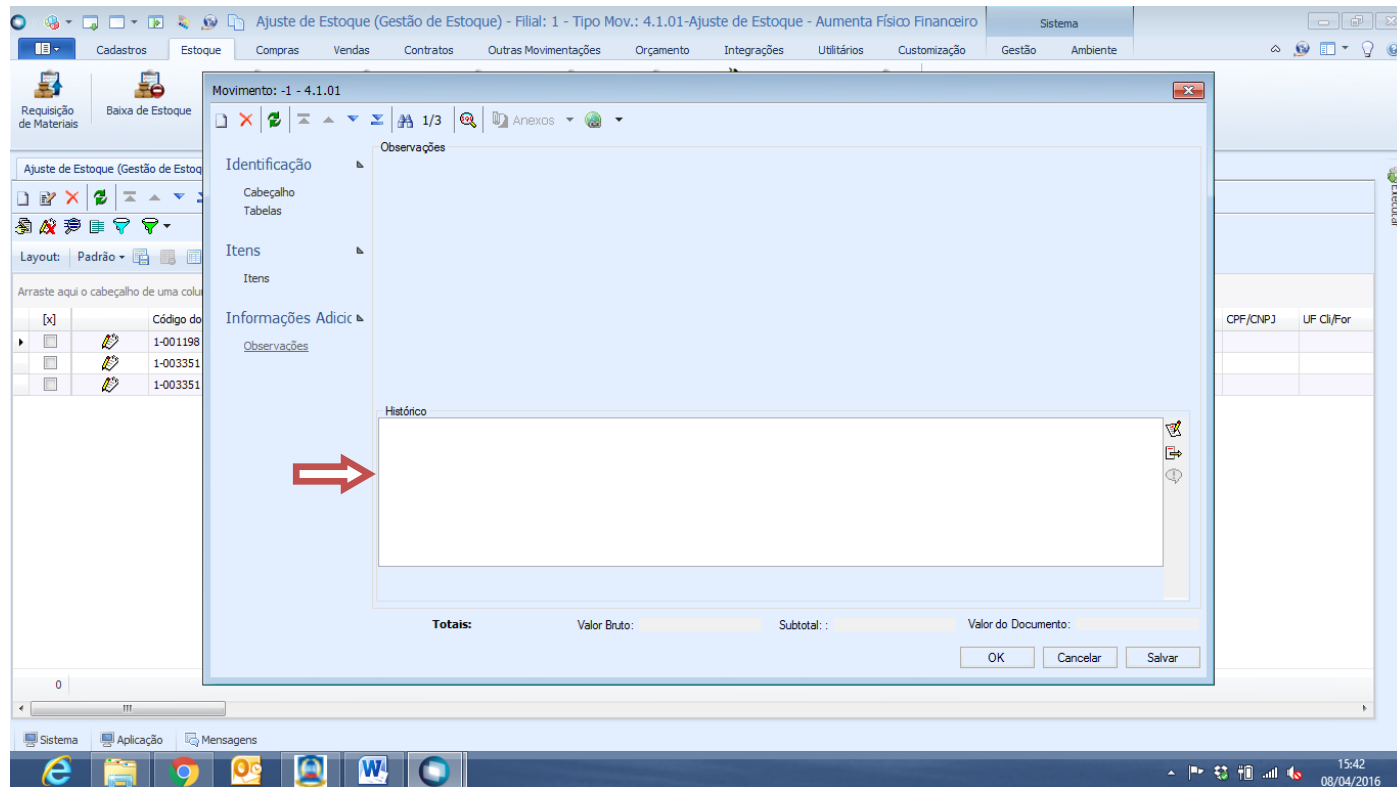 Ajuste de Estoque (Gestão de Estoque) - Filial: 1 - Tipo Mov.: 4.1.01-Ajuste de Estoque - Aumenta Físico Financeiro
Sistema
Cadastros Estoque Compras Vendas Contratos Outras Movimentações Orçamento Integrações Utilitários Customização Gestão Ambiente
Requisição de Materiais
Baixa de Estoque
Movimento: -1 - 4.1.01
1/3 Anexos
Ajuste de Estoque (Gestão de Estoq
Executar
Identificação
Cabeçalho
Tabelas
Itens
Itens
Informações Adicic
Observações
Observações
Histórico
Layout: Padrão
Arraste aqui o cabeçalho de uma colu
[x] Código do CPF/CNPJ UF Cli/For
1-001198
1-003351
1-003351
Totais: Valor Bruto: Subtotal: : Valor do Documento:
OK Cancelar Salvar
0
Sistema Aplicação Mensagens
15:42
08/04/2016